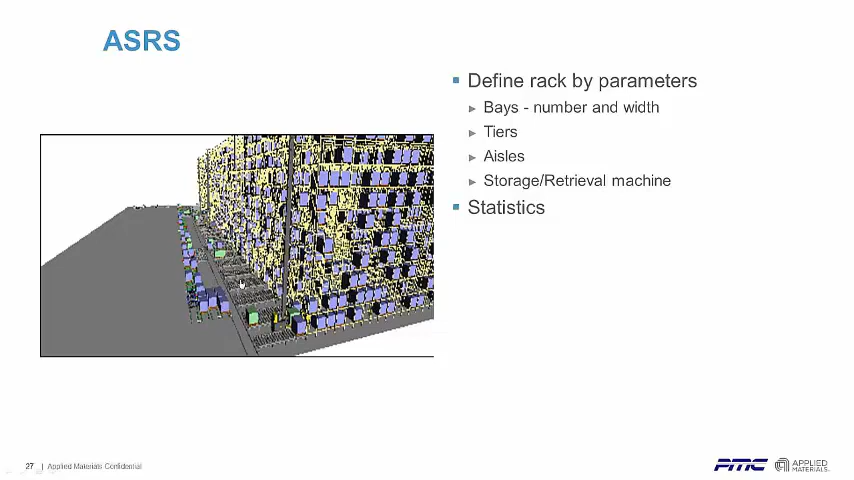 ASRS
Define rack by parameters
Bays - number and width
Tiers
Aisles
Storage/Retrieval machine
Statistics
27 | Applied Materials Confidential
PMC
APPLIED
MATERIALS